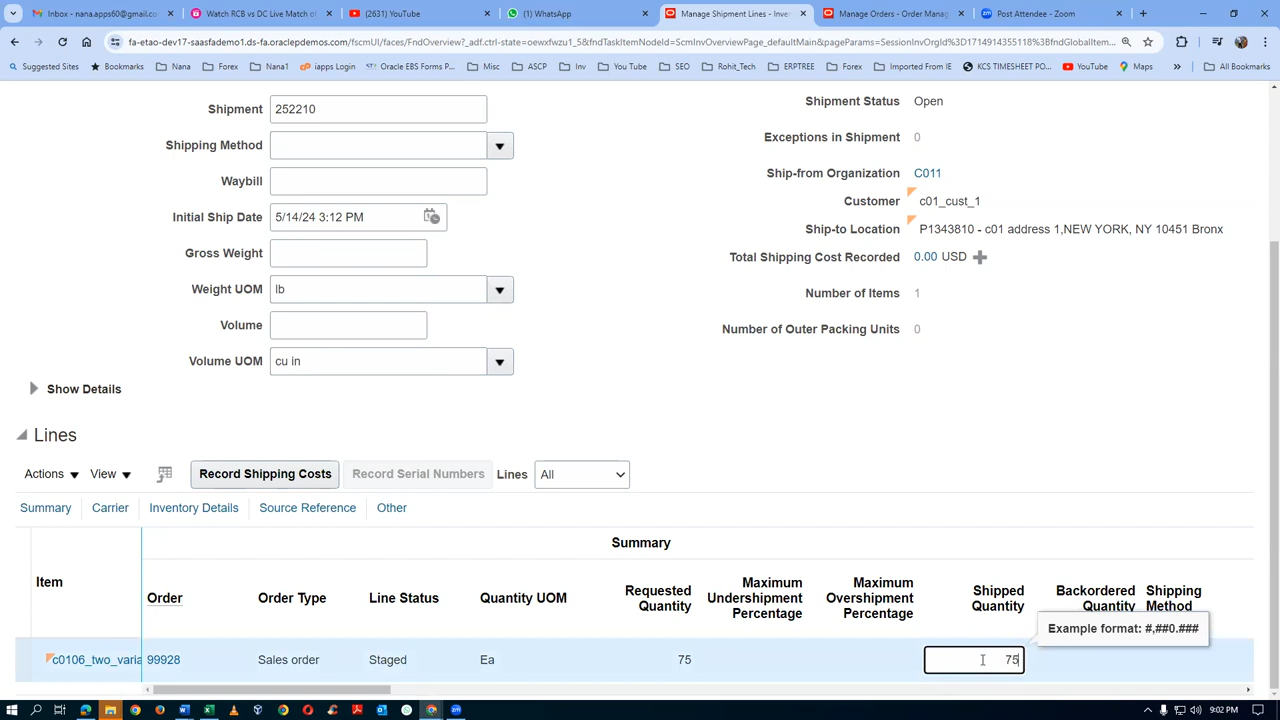 nana.apps60@gmail.co
Watch RCB vs DC Live Match of
(2631) YouTube
(1) WhatsApp
Manage Shipment Lines - Inven
Manage Orders - Order Manag
Post Attendee - Zoom
fa-etao-dev17-saasfademo1.ds-fa.oraclepdemos.com/fscmUI/faces/FndOverview?_adf.ctrl-state=oewxfwzu1_5&fndTaskItemNodeId=ScmInvOverviewPage_defaultMain&pageParams=SessionInvOrgId%3D1714914355118%3BfndGlobalItem...
Suggested Sites
Bookmarks
Nana
Forex
Nana1
iapps Login
Oracle EBS Forms P...
Misc
ASCP
Inv
You Tube
SEO
Rohit_Tech
ERPTREE
Forex
Imported From IE
KCS TIMESHEET PO...
YouTube
Maps
All Bookmarks
Shipment 252210
Shipping Method
Waybill
Initial Ship Date 5/14/24 3:12 PM
Gross Weight
Weight UOM lb
Volume
Volume UOM cu in
Shipment Status Open
Exceptions in Shipment 0
Ship-from Organization C011
Customer c01_cust_1
Ship-to Location P1343810 - c01 address 1,NEW YORK, NY 10451 Bronx
Total Shipping Cost Recorded 0.00 USD
Number of Items 1
Number of Outer Packing Units 0
Show Details
Lines
Actions View Record Shipping Costs Record Serial Numbers Lines All
Summary Carrier Inventory Details Source Reference Other
Summary
Item
Order
Order Type
Line Status
Quantity UOM
Requested
Quantity
Maximum
Undershipment
Percentage
Maximum
Overshipment
Percentage
Shipped
Quantity
Backordered
Quantity
Shipping
Method
Example format: #,##0.###
c0106_two_varia 99928 Sales order Staged Ea 75 75
9:02 PM